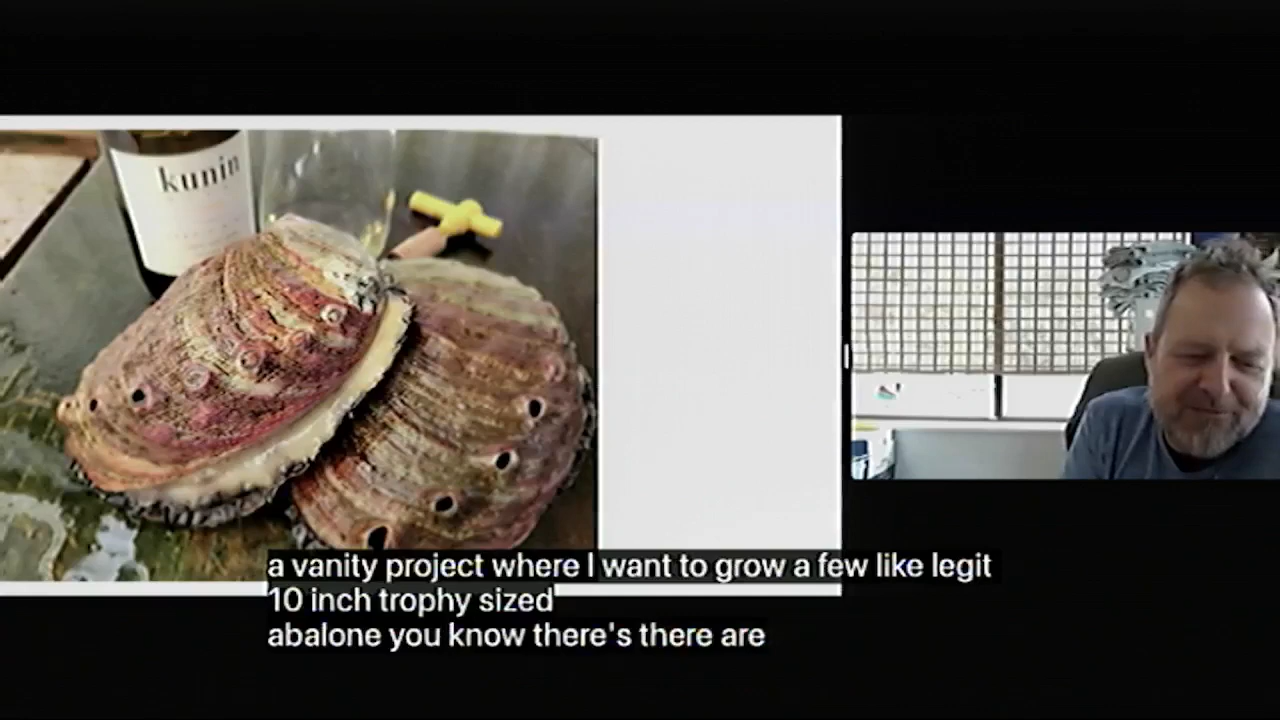 kunin
a vanity project where I want to grow a few like legit
10 inch trophy sized
abalone you know there's there are